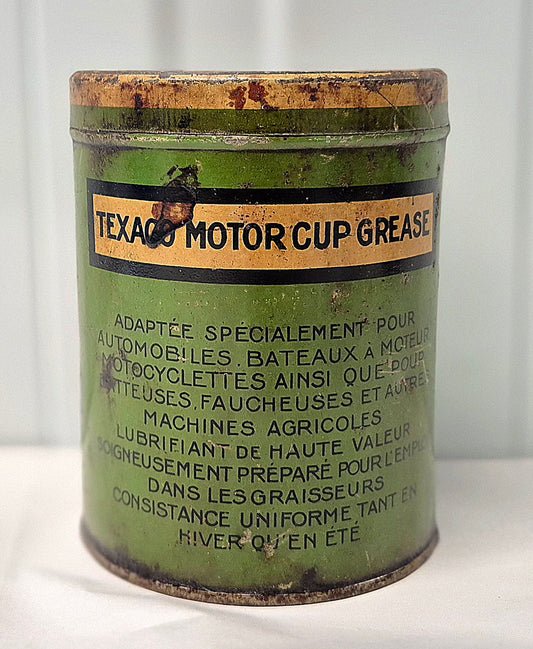 TEXACO MOTOR CUP GREASE
ADAPTÉE SPÉCIALEMENT POUR
AUTOMOBILES, BATEAUX À MOTEUR
MOTOCYCLETTES AINSI QUE POUR
BATTEUSES, FAUCHEUSES ET AUTRES
MACHINES AGRICOLES
LUBRIFIANT DE HAUTE VALEUR
SOIGNEUSEMENT PRÉPARÉ POUR L'EMPLOI
DANS LES GRAISSEURS
CONSISTANCE UNIFORME TANT EN
HIVER QU'EN ÉTÉ